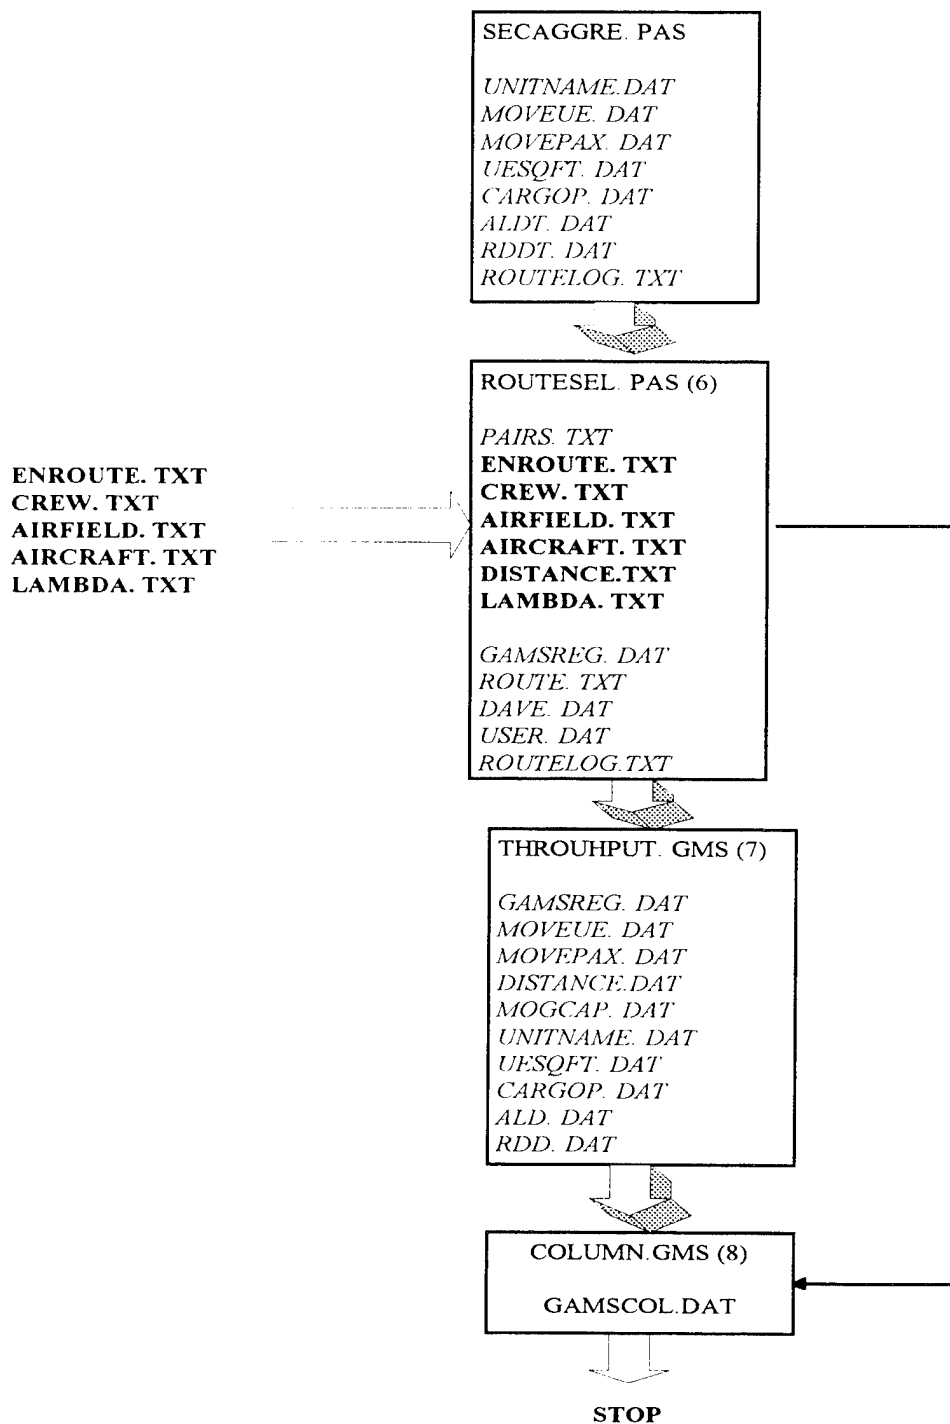 SECAGGRE. PAS
UNITNAME.DAT
MOVEUE. DAT
MOVEPAX. DAT
UESQFT. DAT
CARGOP. DAT
ALDT. DAT
RDDT. DAT
ROUTELOG. TXT
ENROUTE. TXT
CREW. TXT
AIRFIELD. TXT
AIRCRAFT. TXT
LAMBDA. TXT
ROUTESEL. PAS (6)
PAIRS. TXT
ENROUTE. TXT
CREW. TXT
AIRFIELD. TXT
AIRCRAFT. TXT
DISTANCE.TXT
LAMBDA. TXT
GAMSREG. DAT
ROUTE. TXT
DAVE. DAT
USER. DAT
ROUTELOG.TXT
THROUHPUT. GMS (7)
GAMSREG. DAT
MOVEUE. DAT
MOVEPAX. DAT
DISTANCE.DAT
MOGCAP. DAT
UNITNAME. DAT
UESQFT. DAT
CARGOP. DAT
ALD. DAT
RDD. DAT
COLUMN.GMS (8)
GAMSCOL.DAT
STOP